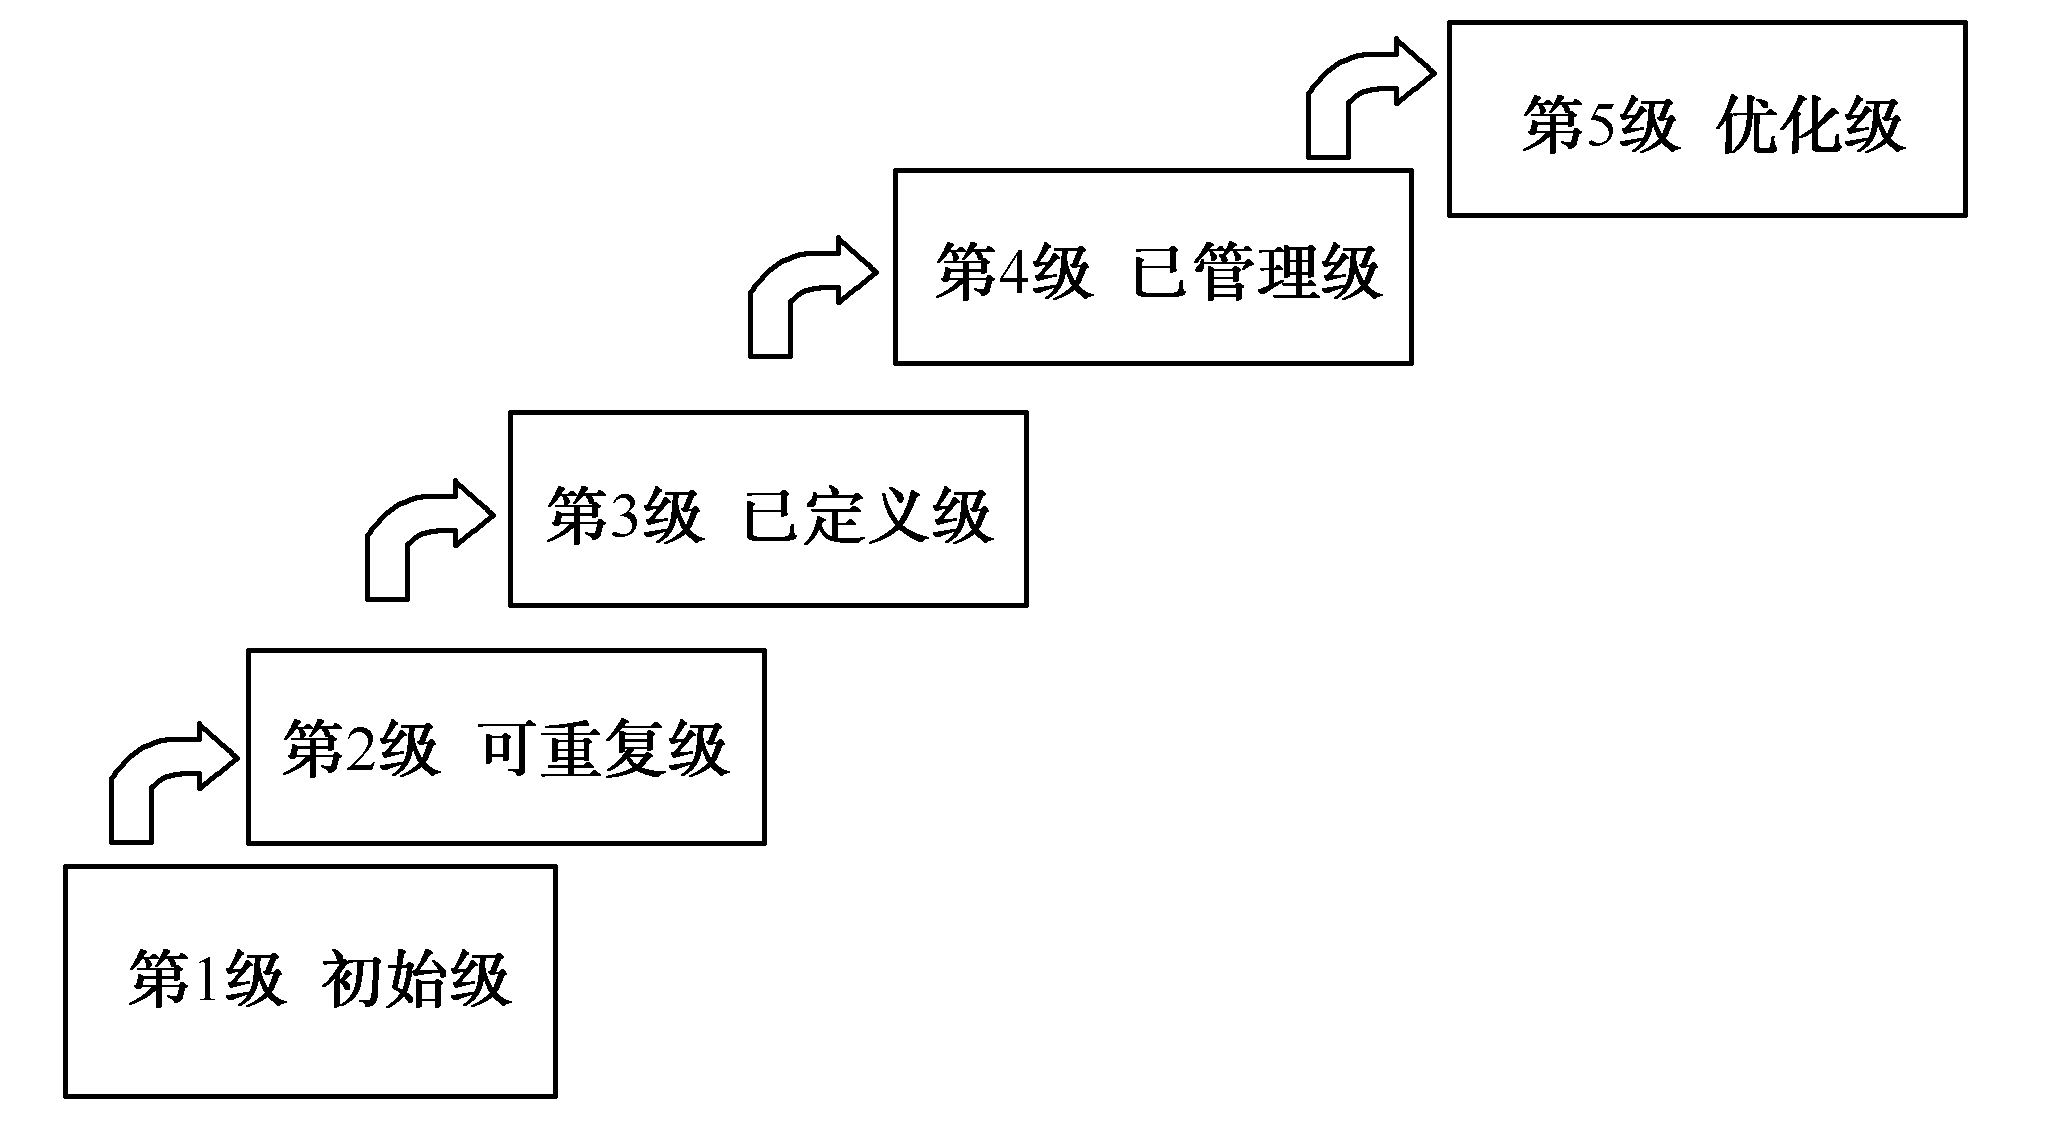 第5级 优化级
第4级 已管理级
第3级 已定义级
第2级 可重复级
第1级 初始级